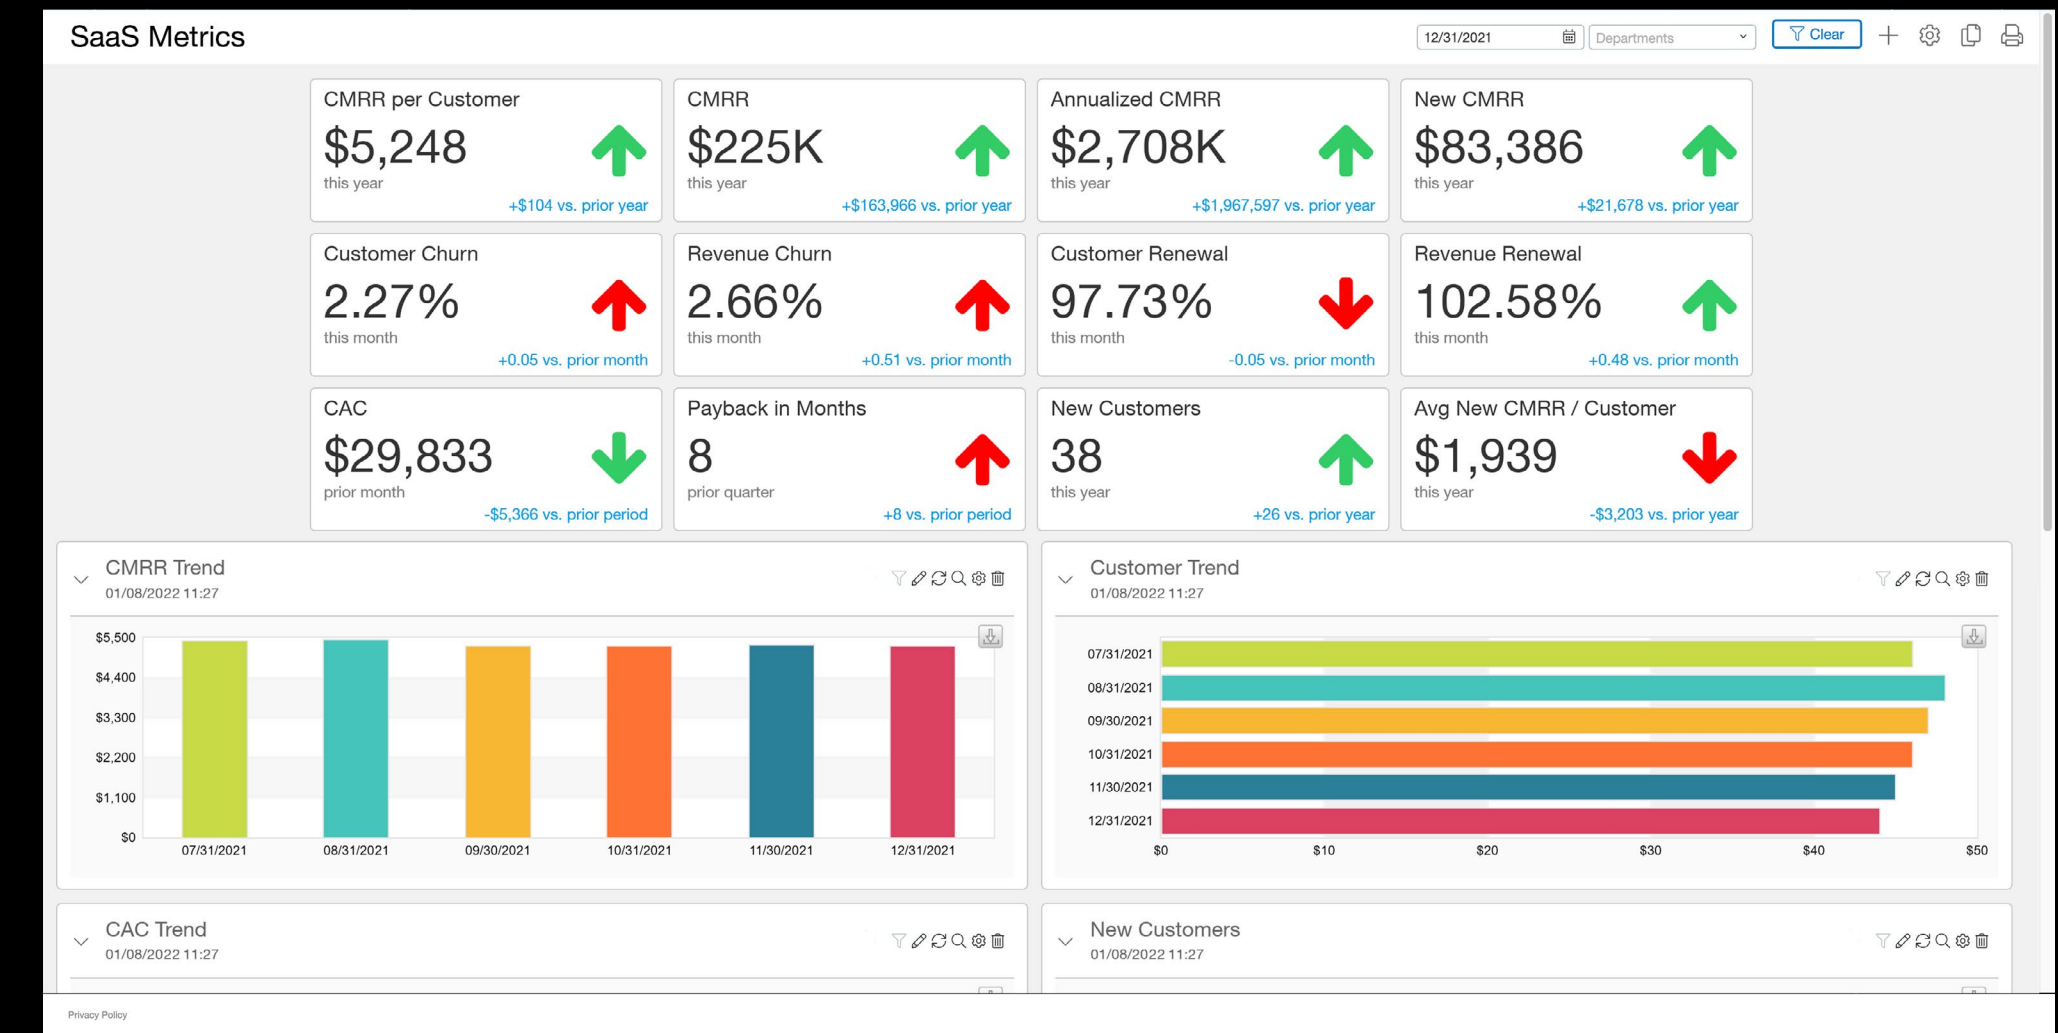 SaaS Metrics
12/31/2021
Departments
Clear
CMRR per Customer
$5,248
this year
+$104 vs. prior year
CMRR
$225K
this year
+$163,966 vs. prior year
Annualized CMRR
$2,708K
this year
+$1,967,597 vs. prior year
New CMRR
$83,386
this year
+$21,678 vs. prior year
Customer Churn
2.27%
this month
+0.05 vs. prior month
Revenue Churn
2.66%
this month
+0.51 vs. prior month
Customer Renewal
97.73%
this month
-0.05 vs. prior month
Revenue Renewal
102.58%
this month
+0.48 vs. prior month
CAC
$29,833
prior month
-$5,366 vs. prior period
Payback in Months
8
prior quarter
+8 vs. prior period
New Customers
38
this year
+26 vs. prior year
Avg New CMRR / Customer
$1,939
this year
-$3,203 vs. prior year
CMRR Trend
01/08/2022 11:27
$5,500
$4,400
$3,300
$2,200
$1,100
$0
07/31/2021 08/31/2021 09/30/2021 10/31/2021 11/30/2021 12/31/2021
Customer Trend
01/08/2022 11:27
07/31/2021
08/31/2021
09/30/2021
10/31/2021
11/30/2021
12/31/2021
$0 $10 $20 $30 $40 $50
CAC Trend
01/08/2022 11:27
New Customers
01/08/2022 11:27
Privacy Policy